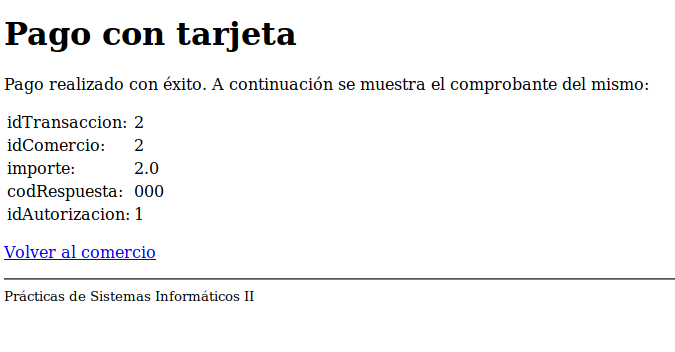 Pago con tarjeta
Pago realizado con éxito. A continuación se muestra el comprobante del mismo:
idTransaccion: 2
idComercio: 2
importe: 2.0
codRespuesta: 000
idAutorizacion: 1
Volver al comercio
Prácticas de Sistemas Informáticos II